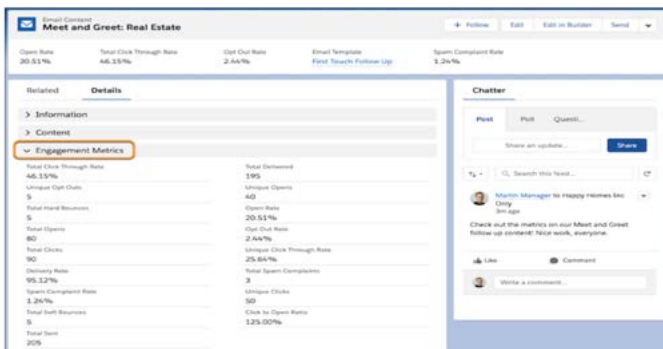 Email Content
Meet and Greet: Real Estate
+ Follow Edit Edit in Builder Send
Open Rate Total Click Through Rate Opt Out Rate Email Template Spam Complaint Rate
20.51% 46.15% 2.44% First Touch Follow Up 1.24%
Related Details
> Information
> Content
Engagement Metrics
Total Click Through Rate Total Delivered
46.15% 195
Unique Opt Outs Unique Opens
5 40
Total Hard Bounces Open Rate
5 20.51%
Total Opens Opt Out Rate
80 2.44%
Total Clicks Unique Click Through Rate
90 25.64%
Delivery Rate Total Spam Complaints
95.12% 3
Spam Complaint Rate Unique Clicks
1.24% 50
Total Soft Bounces Click to Open Ratio
5 125.00%
Total Sent
205
Chatter
Post Poll Questi...
Share an update... Share
Search this feed...
Martin Manager to Happy Homes Inc
Only
3m ago
Check out the metrics on our Meet and Greet
follow up content! Nice work, everyone.
Like Comment
Write a comment...